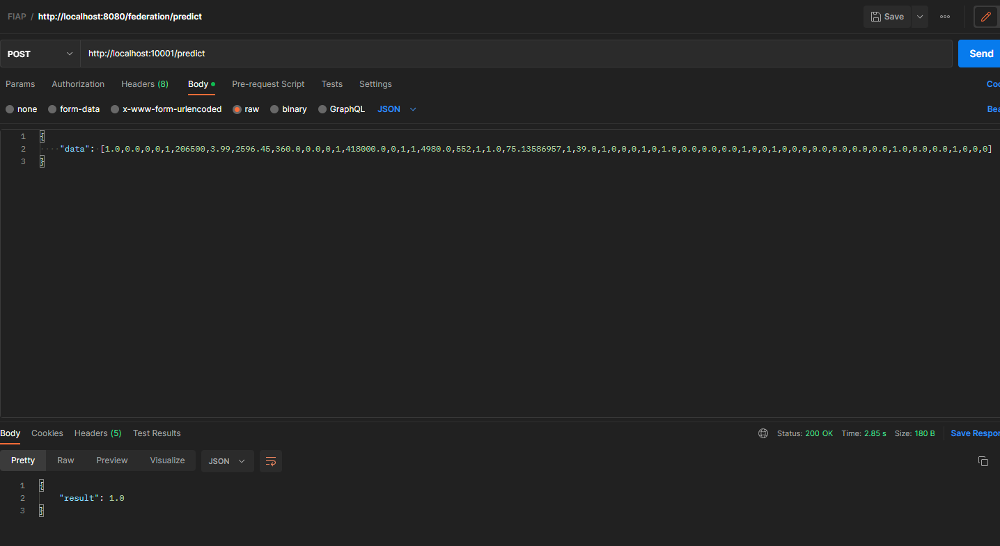 FIAP / http://localhost:8080/federation/predict Save
POST http://localhost:10001/predict Send
Params Authorization Headers (8) Body Pre-request Script Tests Settings Coo
none form-data x-www-form-urlencoded raw binary GraphQL JSON Bea
1 {
2 "data": [1.0,0.0,0,0,1,206500,3.99,2596.45,360.0,0.0,0,1,418000.0,0,1,1,4980.0,552,1,1.0,75.13586957,1,39.0,1,0,0,0,1,0,1.0,0.0,0.0,0.0,1,0,0,1,0,0,0,0.0,0.0,0.0,0.0,1.0,0.0,0.0,1,0,0,0]
3 }
Body Cookies Headers (5) Test Results Status: 200 OK Time: 2.85 s Size: 180 B Save Respor
Pretty Raw Preview Visualize JSON
1 {
2 "result": 1.0
3 }